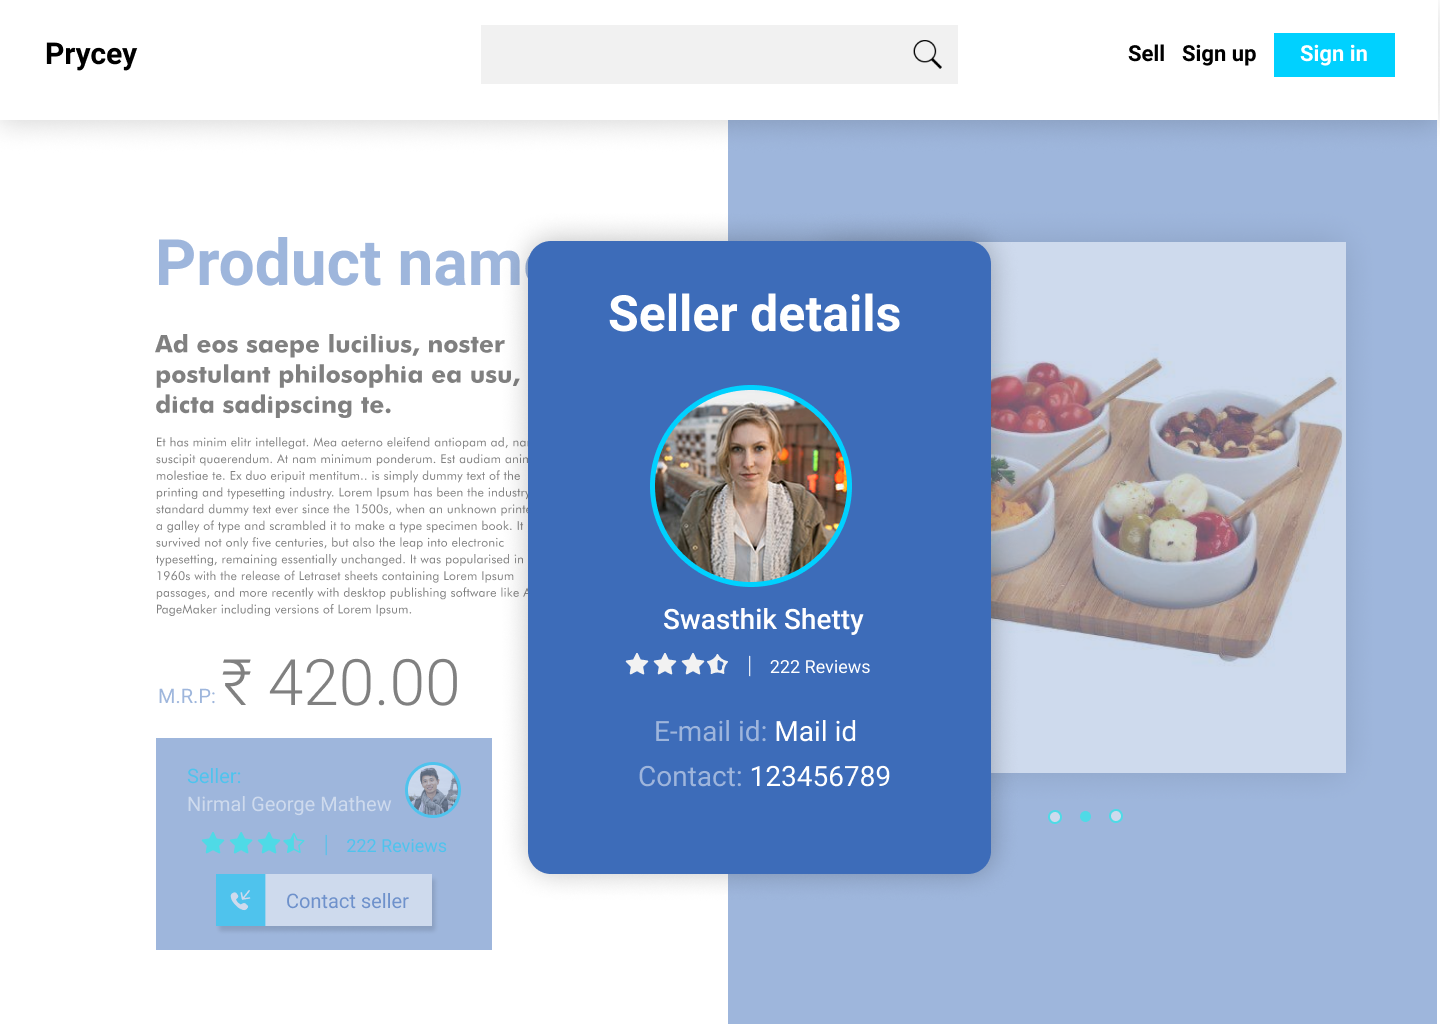 Prycey
Sell Sign up Sign in
Product nam
Ad eos saepe lucilius, noster
postulant philosophia ea usu,
dicta sadipscing te.
Et has minim elitr intellegat. Mea aeterno eleifend antiopam ad, na
suscipit quaerendum. At nam minimum ponderum. Est audiam anim
molestiae te. Ex duo eripuit mentitum.. is simply dummy text of the
printing and typesetting industry. Lorem Ipsum has been the industry
standard dummy text ever since the 1500s, when an unknown printe
a galley of type and scrambled it to make a type specimen book. It
survived not only five centuries, but also the leap into electronic
typesetting, remaining essentially unchanged. It was popularised in
1960s with the release of Letraset sheets containing Lorem Ipsum
passages, and more recently with desktop publishing software like A
PageMaker including versions of Lorem Ipsum.
M.R.P: ₹ 420.00
Seller:
Nirmal George Mathew
| 222 Reviews
Contact seller
Seller details
Swasthik Shetty
| 222 Reviews
E-mail id: Mail id
Contact: 123456789